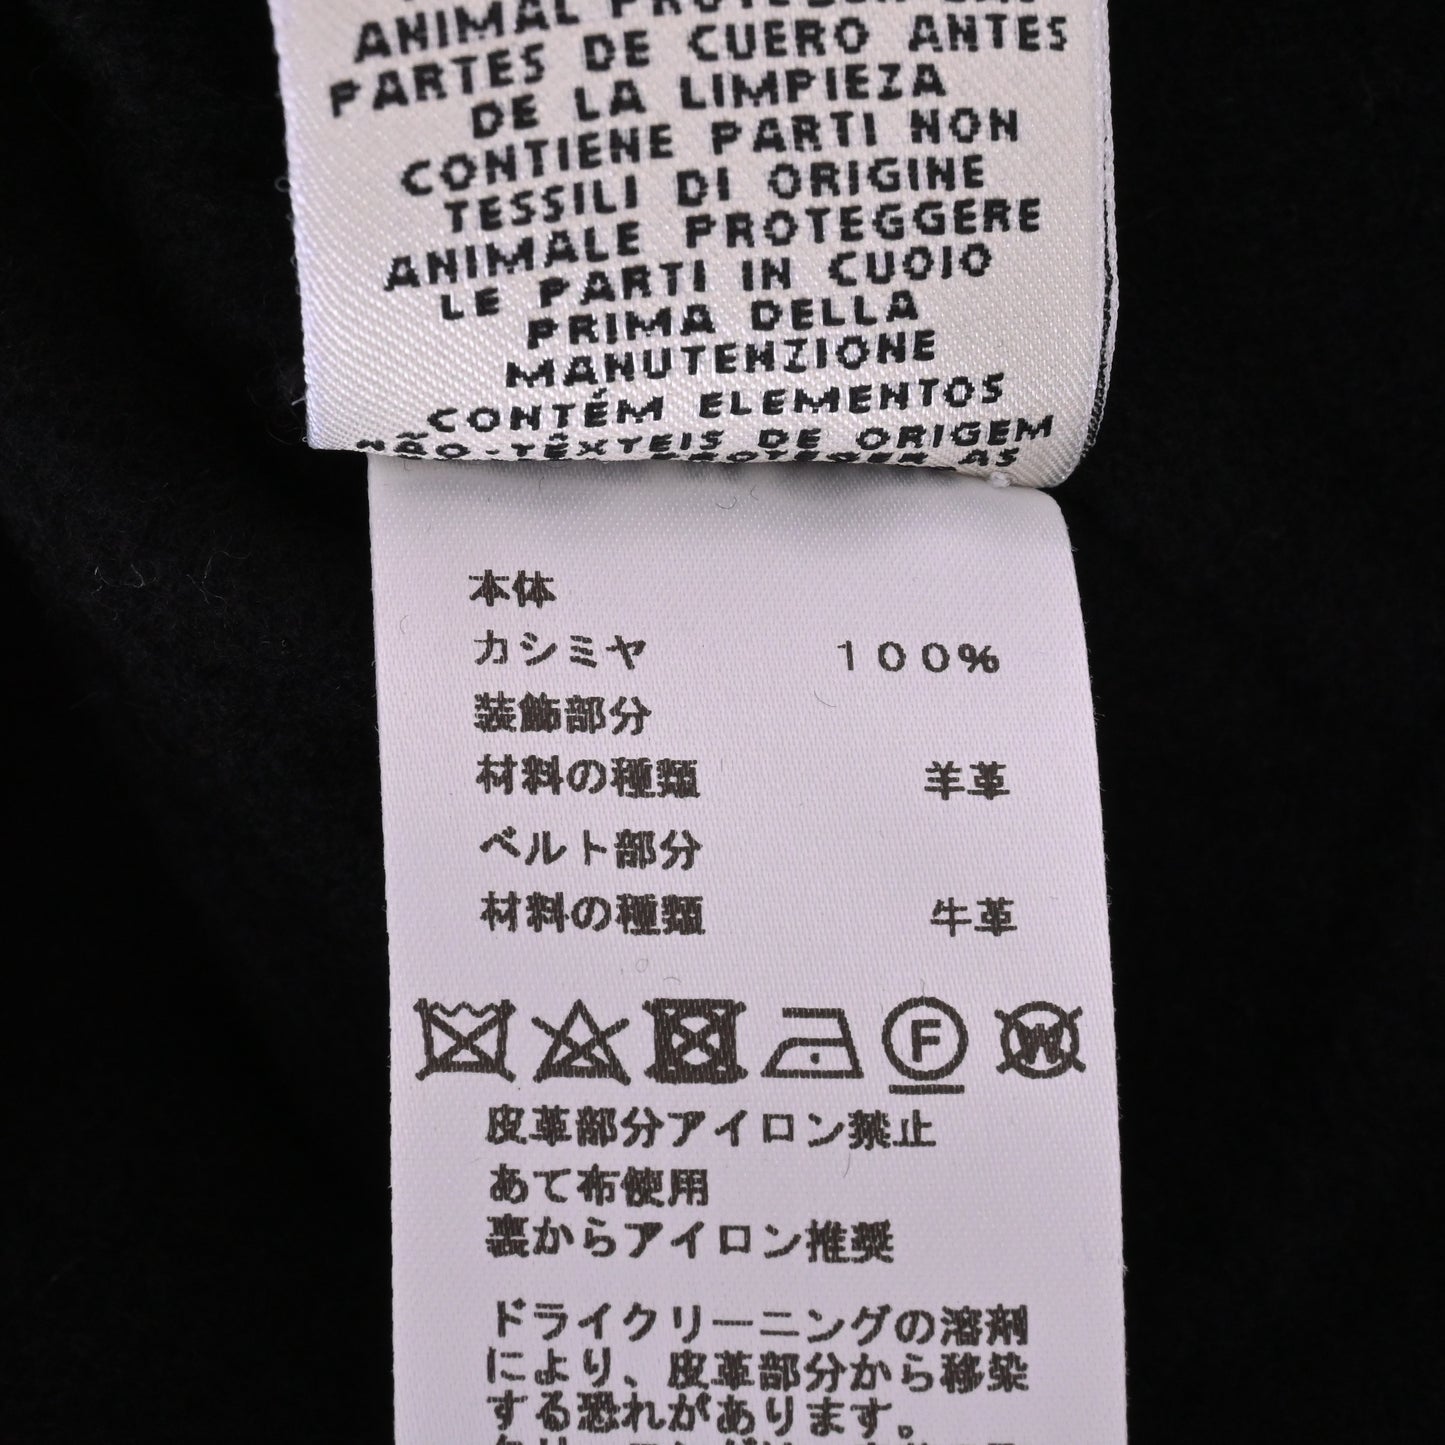 ANIMAL
PARTES DE CUERO ANTES
DE LA LIMPIEZA
CONTIENE PARTI NON
TESSILI DI ORIGINE
ANIMALE PROTEGGERE
LE PARTI IN CUOIO
PRIMA DELLA
MANUTENZIONE
CONTÉM ELEMENTOS
NÃO-TÊXTEIS DE ORIGEM
AS
本体
カシミヤ 100%
装飾部分
材料の種類 羊革
ベルト部分
材料の種類 牛革
F W
皮革部分アイロン禁止
あて布使用
裏からアイロン推奨
ドライクリーニングの溶剤
により、皮革部分から移染
する恐れがあります。